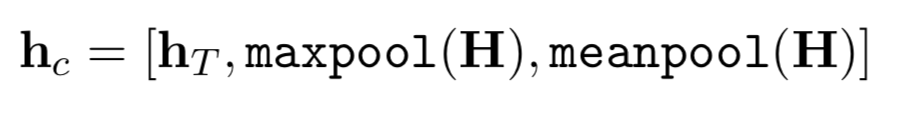 h_c = [h_T, maxpool(H), meanpool(H)]